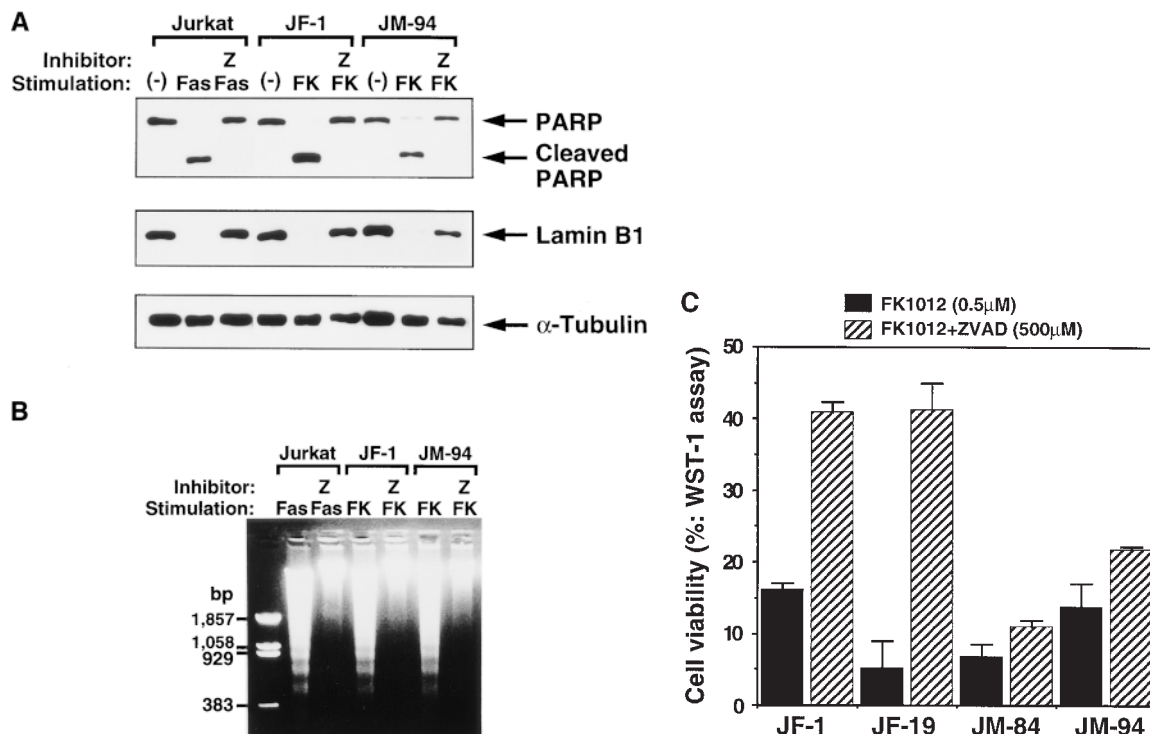 A
Jurkat JF-1 JM-94
Inhibitor: Z Z Z
Stimulation: (-) Fas Fas (-) FK FK (-) FK FK
PARP
Cleaved
PARP
Lamin B1
α-Tubulin
B
Jurkat JF-1 JM-94
Inhibitor: Z Z Z
Stimulation: Fas Fas FK FK FK FK
bp
1,857
1,058
929
383
C
FK1012 (0.5μM)
FK1012+ZVAD (500μM)
Cell viability (%: WST-1 assay)
50
40
30
20
10
0
JF-1 JF-19 JM-84 JM-94